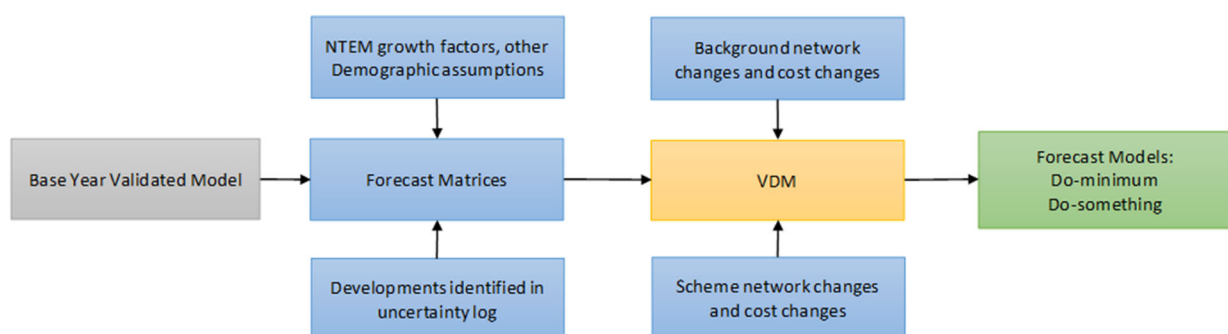 NTEM growth factors, other
Demographic assumptions
Background network
changes and cost changes
Base Year Validated Model
Forecast Matrices
VDM
Forecast Models:
Do-minimum
Do-something
Developments identified in
uncertainty log
Scheme network changes
and cost changes